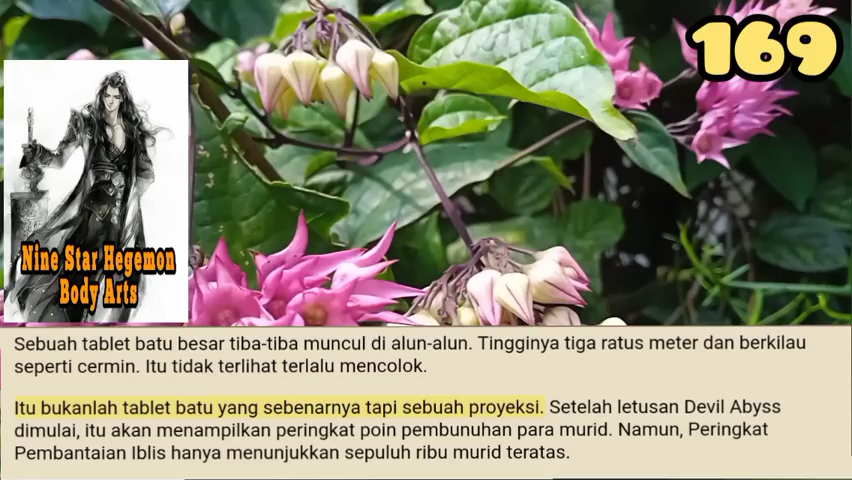 169
Nine Star Hegemon
Body Arts
Sebuah tablet batu besar tiba-tiba muncul di alun-alun. Tingginya tiga ratus meter dan berkilau
seperti cermin. Itu tidak terlihat terlalu mencolok.
Itu bukanlah tablet batu yang sebenarnya tapi sebuah proyeksi. Setelah letusan Devil Abyss
dimulai, itu akan menampilkan peringkat poin pembunuhan para murid. Namun, Peringkat
Pembantaian Iblis hanya menunjukkan sepuluh ribu murid teratas.